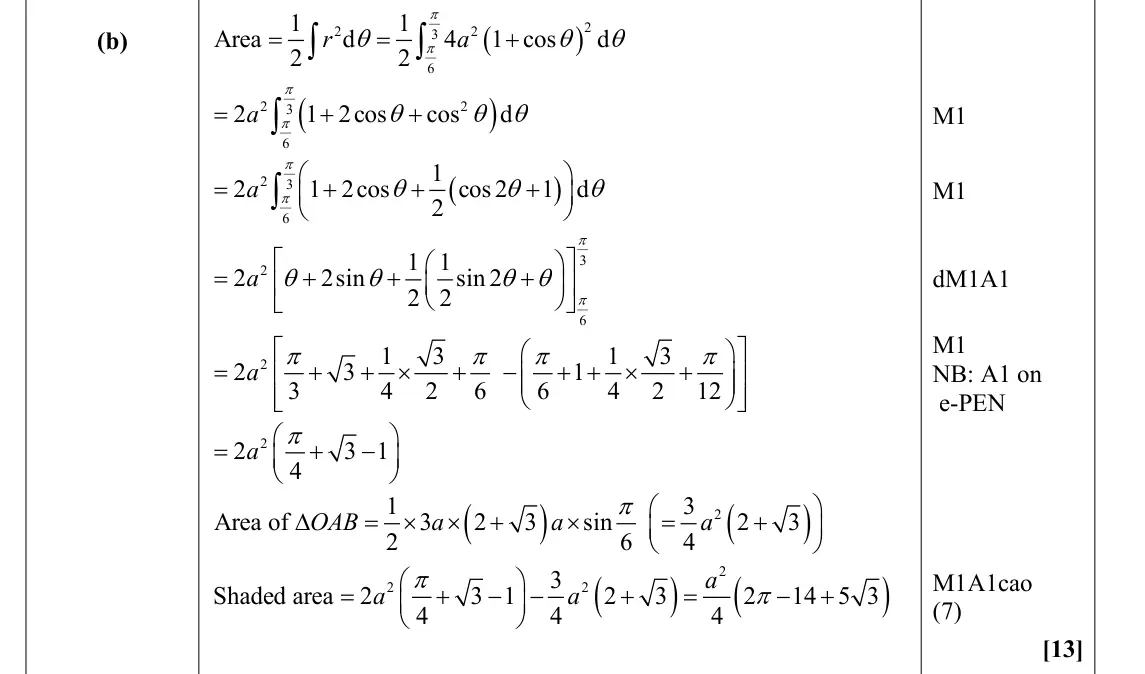 (b) Area = 1/2 ∫ r² dθ = 1/2 ∫_{π/6}^{π/3} 4a² (1 + cos θ)² dθ
= 2a² ∫_{π/6}^{π/3} (1 + 2cos θ + cos² θ) dθ M1
= 2a² ∫_{π/6}^{π/3} (1 + 2cos θ + 1/2 (cos 2θ + 1)) dθ M1
= 2a² [θ + 2sin θ + 1/2 (1/2 sin 2θ + θ)]_{π/6}^{π/3} dM1A1
= 2a² [π/3 + √3 + 1/4 × √3/2 + π/6 − (π/6 + 1 + 1/4 × √3/2 + π/12)] M1
NB: A1 on
e-PEN
= 2a² (π/4 + √3 − 1)
Area of ΔOAB = 1/2 × 3a × (2 + √3) a × sin π/6 (= 3/4 a² (2 + √3))
Shaded area = 2a² (π/4 + √3 − 1) − 3/4 a² (2 + √3) = a²/4 (2π − 14 + 5√3) M1A1cao
(7)
[13]